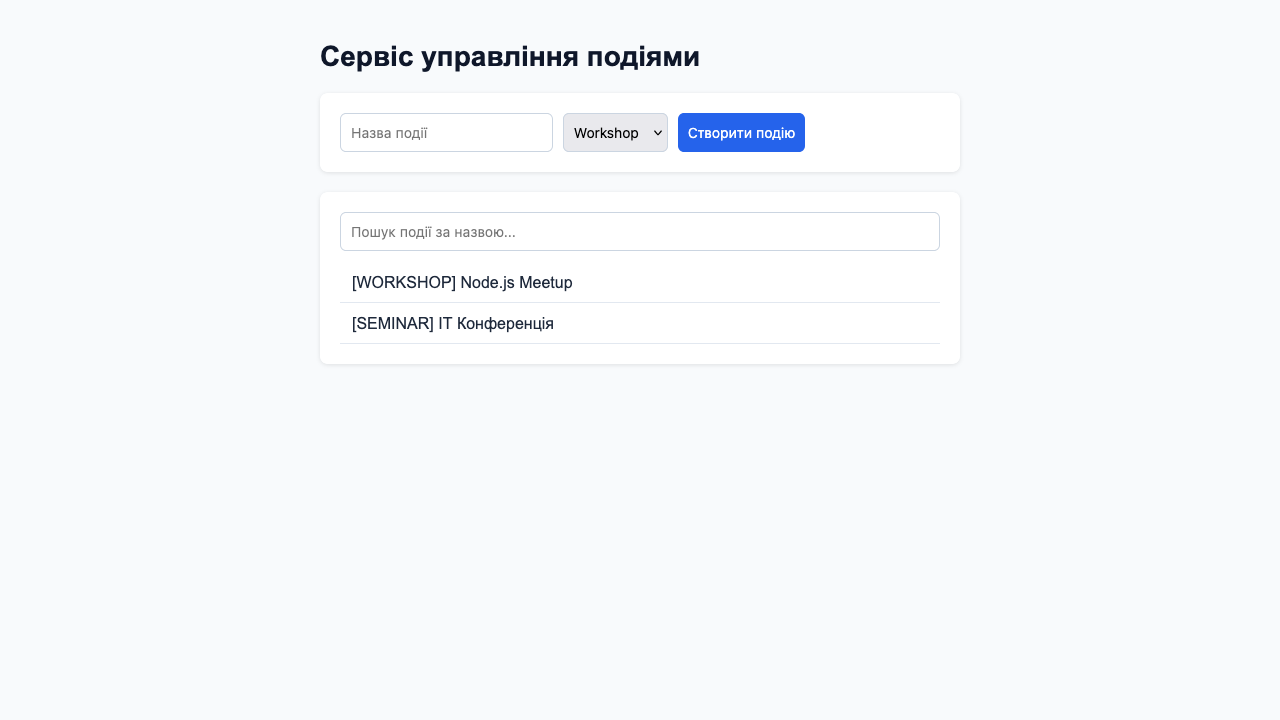 Сервіс управління подіями
Назва події
Workshop
Створити подію
Пошук події за назвою...
[WORKSHOP] Node.js Meetup
[SEMINAR] IT Конференція